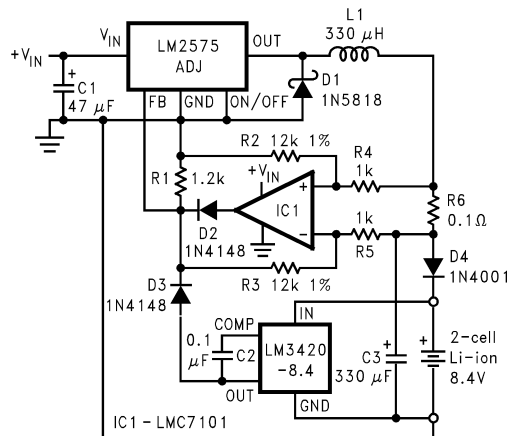 L1
330 μH
+VIN
VIN
LM2575
ADJ
OUT
FB
GND
ON/OFF
+
C1
47 μF
D1
1N5818
R2 12k 1%
R4
1k
R1
1.2k
+VIN
+
IC1
−
R6
0.1Ω
1k
R5
D2
1N4148
D3
1N4148
R3 12k 1%
D4
1N4001
IN
COMP
0.1
μF
C2
LM3420
-8.4
OUT
GND
+
C3
330 μF
+
2-cell
Li-ion
8.4V
IC1-LMC7101